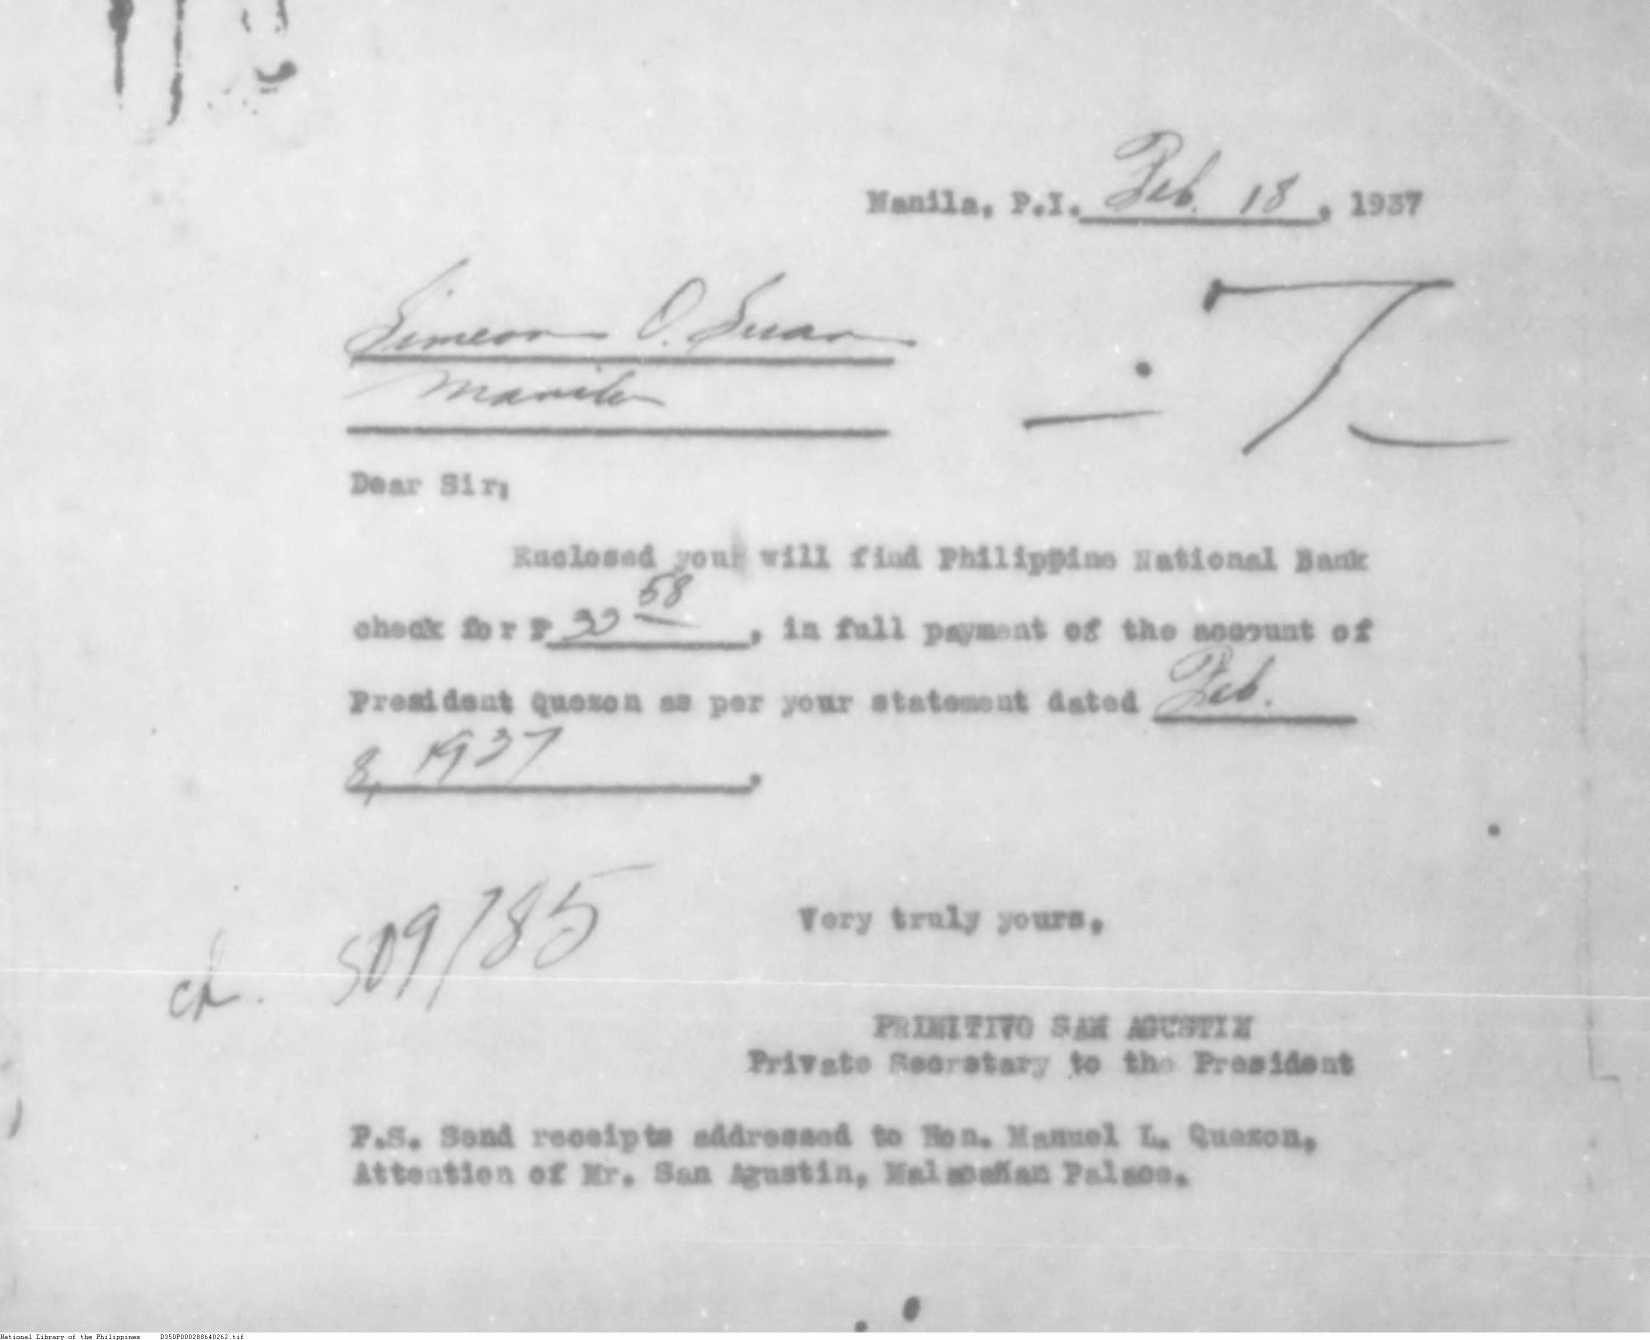 Manila, P.I. Feb. 18, 1937
Simeon O.
Manila
Dear Sir:
Enclosed your will find Philippine National Bank
check for P 58, in full payment of the account of
President Quezon as per your statement dated Feb.
8, 1937.
ch. 509785
Very truly yours,
PRIMITIVO SAN AGUSTIN
Private Secretary to the President
P.S. Send receipts addressed to Hon. Manuel L. Quezon,
Attention of Mr. San Agustin, Malacañan Palace.
National Library of the Philippines D35OP000288640262.tif